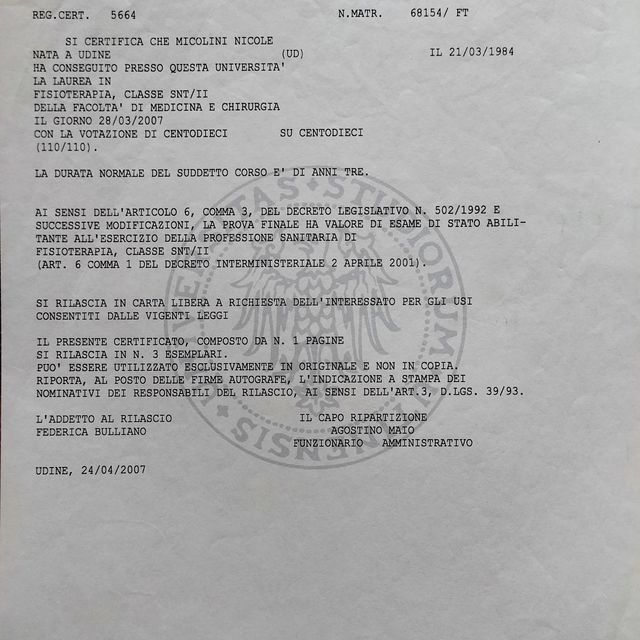 REG.CERT. 5664 N.MATR. 68154/ FT
SI CERTIFICA CHE MICOLINI NICOLE
NATA A UDINE (UD) IL 21/03/1984
HA CONSEGUITO PRESSO QUESTA UNIVERSITA'
LA LAUREA IN
FISIOTERAPIA, CLASSE SNT/II
DELLA FACOLTA' DI MEDICINA E CHIRURGIA
IL GIORNO 28/03/2007
CON LA VOTAZIONE DI CENTODIECI SU CENTODIECI
(110/110).
LA DURATA NORMALE DEL SUDDETTO CORSO E' DI ANNI TRE.
AI SENSI DELL'ARTICOLO 6, COMMA 3, DEL DECRETO LEGISLATIVO N. 502/1992 E
SUCCESSIVE MODIFICAZIONI, LA PROVA FINALE HA VALORE DI ESAME DI STATO ABILI-
TANTE ALL'ESERCIZIO DELLA PROFESSIONE SANITARIA DI
FISIOTERAPIA, CLASSE SNT/II
(ART. 6 COMMA 1 DEL DECRETO INTERMINISTERIALE 2 APRILE 2001).
SI RILASCIA IN CARTA LIBERA A RICHIESTA DELL'INTERESSATO PER GLI USI
CONSENTITI DALLE VIGENTI LEGGI
IL PRESENTE CERTIFICATO, COMPOSTO DA N. 1 PAGINE
SI RILASCIA IN N. 3 ESEMPLARI.
PUO' ESSERE UTILIZZATO ESCLUSIVAMENTE IN ORIGINALE E NON IN COPIA.
RIPORTA, AL POSTO DELLE FIRME AUTOGRAFE, L'INDICAZIONE A STAMPA DEI
NOMINATIVI DEI RESPONSABILI DEL RILASCIO, AI SENSI DELL'ART.3, D.LGS. 39/93.
L'ADDETTO AL RILASCIO IL CAPO RIPARTIZIONE
FEDERICA BULLIANO AGOSTINO MAIO
FUNZIONARIO AMMINISTRATIVO
UDINE, 24/04/2007